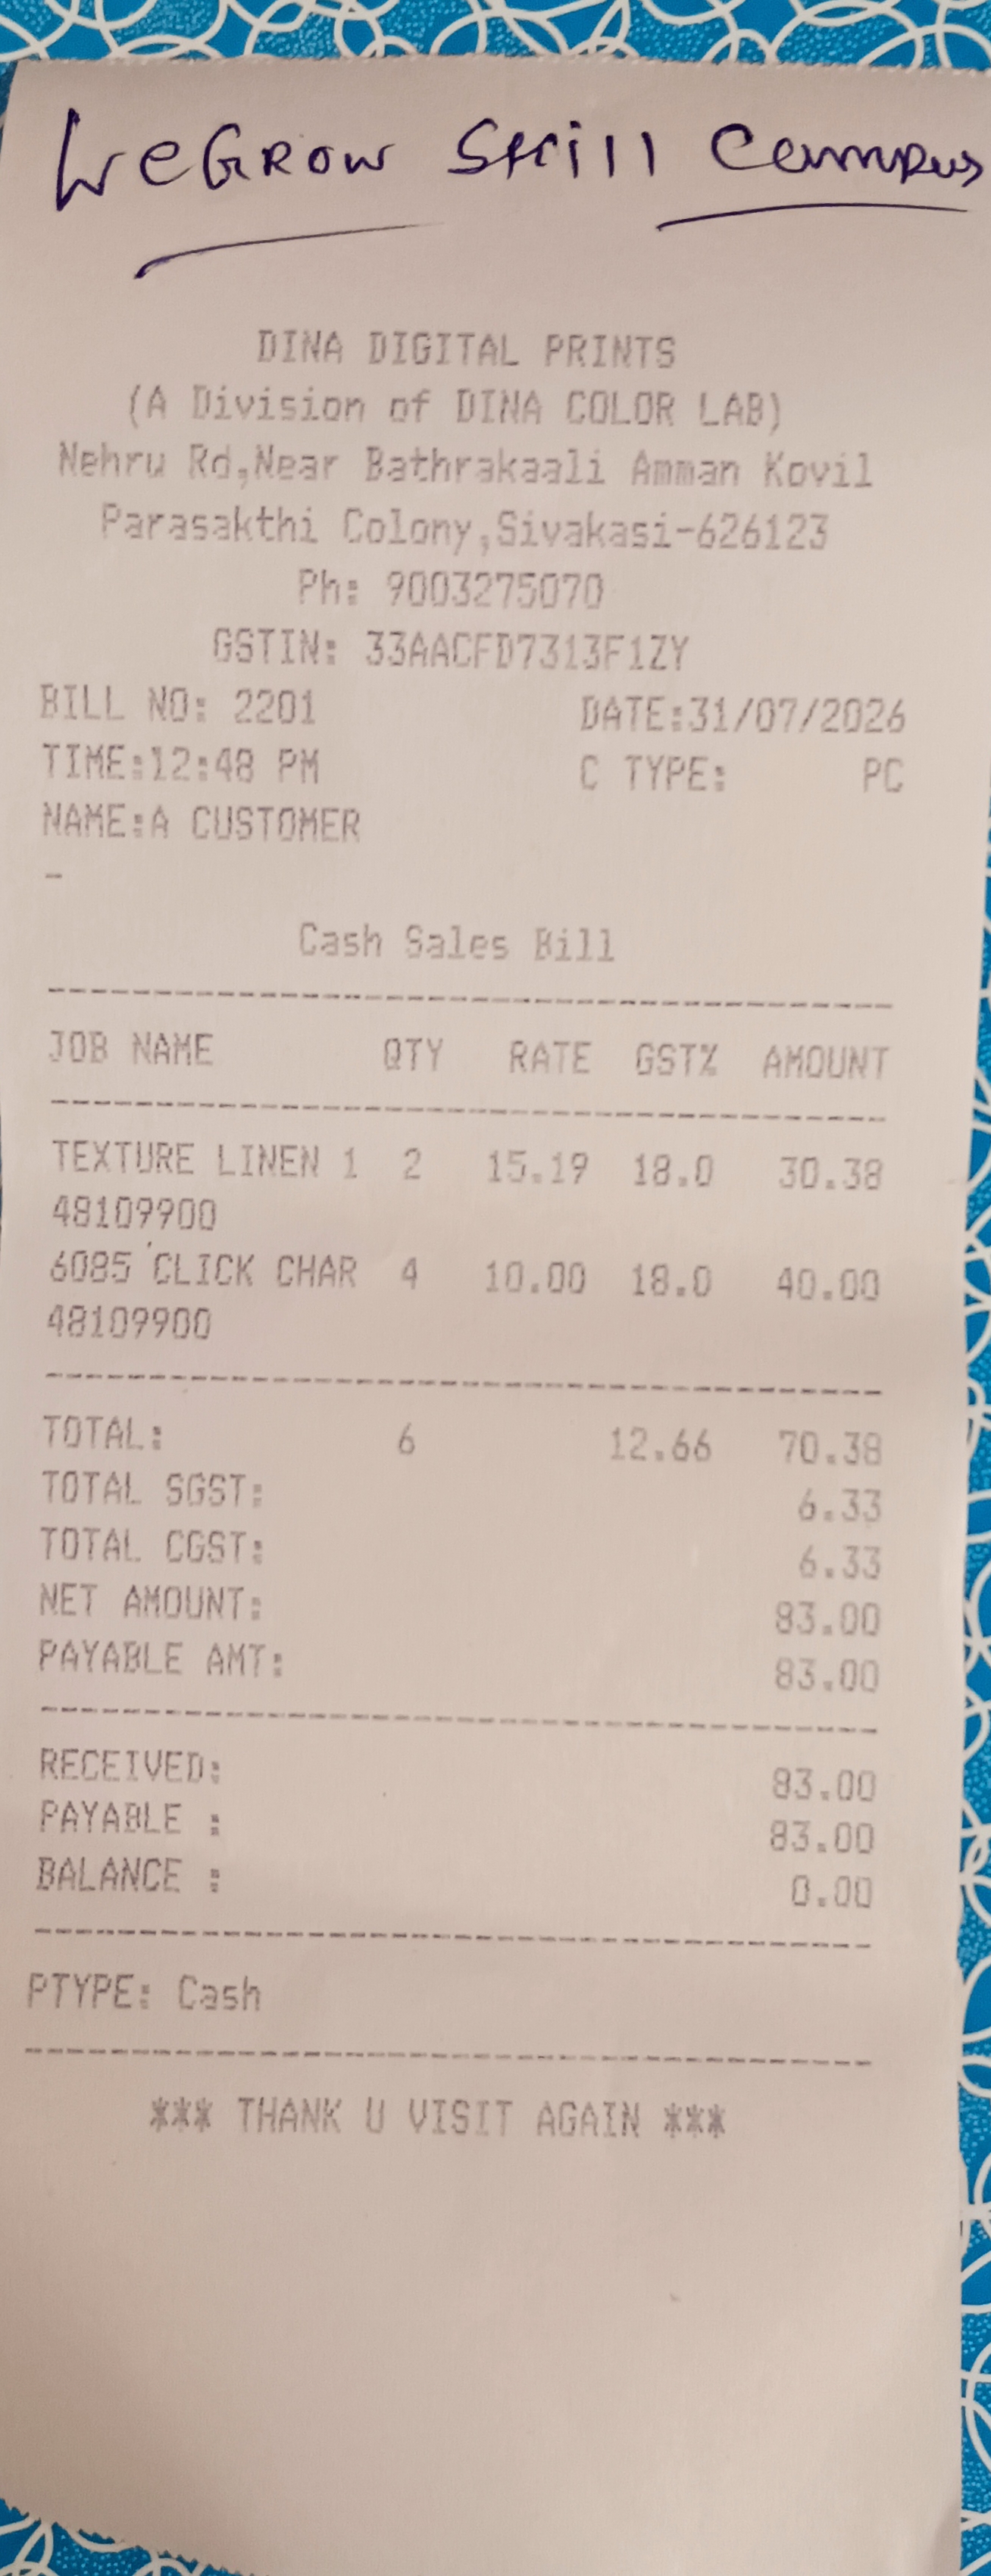 WeGROW Skill Campus
DINA DIGITAL PRINTS
(A Division of DINA COLOR LAB)
Nehru Rd,Near Bathrakaali Amman Kovil
Parasakthi Colony,Sivakasi-626123
Ph: 9003275070
GSTIN: 33AACFD7313F1ZY
BILL NO: 2201 DATE:31/07/2026
TIME:12:48 PM C TYPE: PC
NAME:A CUSTOMER
-
Cash Sales Bill
JOB NAME QTY RATE GST% AMOUNT
TEXTURE LINEN 1 2 15.19 18.0 30.38
48109900
6085 CLICK CHAR 4 10.00 18.0 40.00
48109900
TOTAL: 6 12.66 70.38
TOTAL SGST: 6.33
TOTAL CGST: 6.33
NET AMOUNT: 83.00
PAYABLE AMT: 83.00
RECEIVED: 83.00
PAYABLE : 83.00
BALANCE : 0.00
PTYPE: Cash
*** THANK U VISIT AGAIN ***